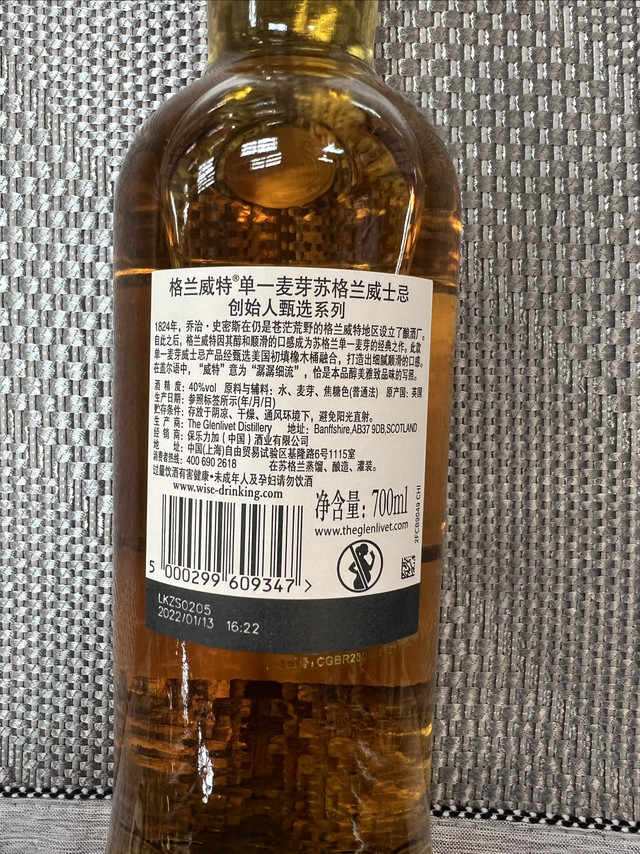 格兰威特®单一麦芽苏格兰威士忌
创始人甄选系列
1824年，乔治·史密斯在仍是苍茫荒野的格兰威特地区设立了酿酒厂。
自此之后，格兰威特因其醇和顺滑的口感成为苏格兰单一麦芽的经典之作。此款
单一麦芽威士忌产品经甄选美国初填橡木桶融合，打造出细腻顺滑的口感。
在盖尔语中，“威特”意为“潺潺细流”，恰是本品醇美雅致品味的写照。
酒精度：40%vol 原料与辅料：水、麦芽、焦糖色(普通法) 原产国：英国
生产日期：参照标签所示(年/月/日)
贮存条件：存放于阴凉、干燥、通风环境下，避免阳光直射。
生产商：The Glenlivet Distillery 地址：Banffshire,AB37 9DB,SCOTLAND
经销商：保乐力加(中国)酒业有限公司
地址：中国(上海)自由贸易试验区基隆路6号1115室
消费者热线：400 690 2618 在苏格兰蒸馏、酿造、灌装。
过量饮酒有害健康•未成年人及孕妇请勿饮酒
www.wise-drinking.com
净含量：700ml
www.theglenlivet.com
2FCB9049 CHI
5 000299 609347 >
LKZS0205
2022/01/13 16:22
号:CGBR23